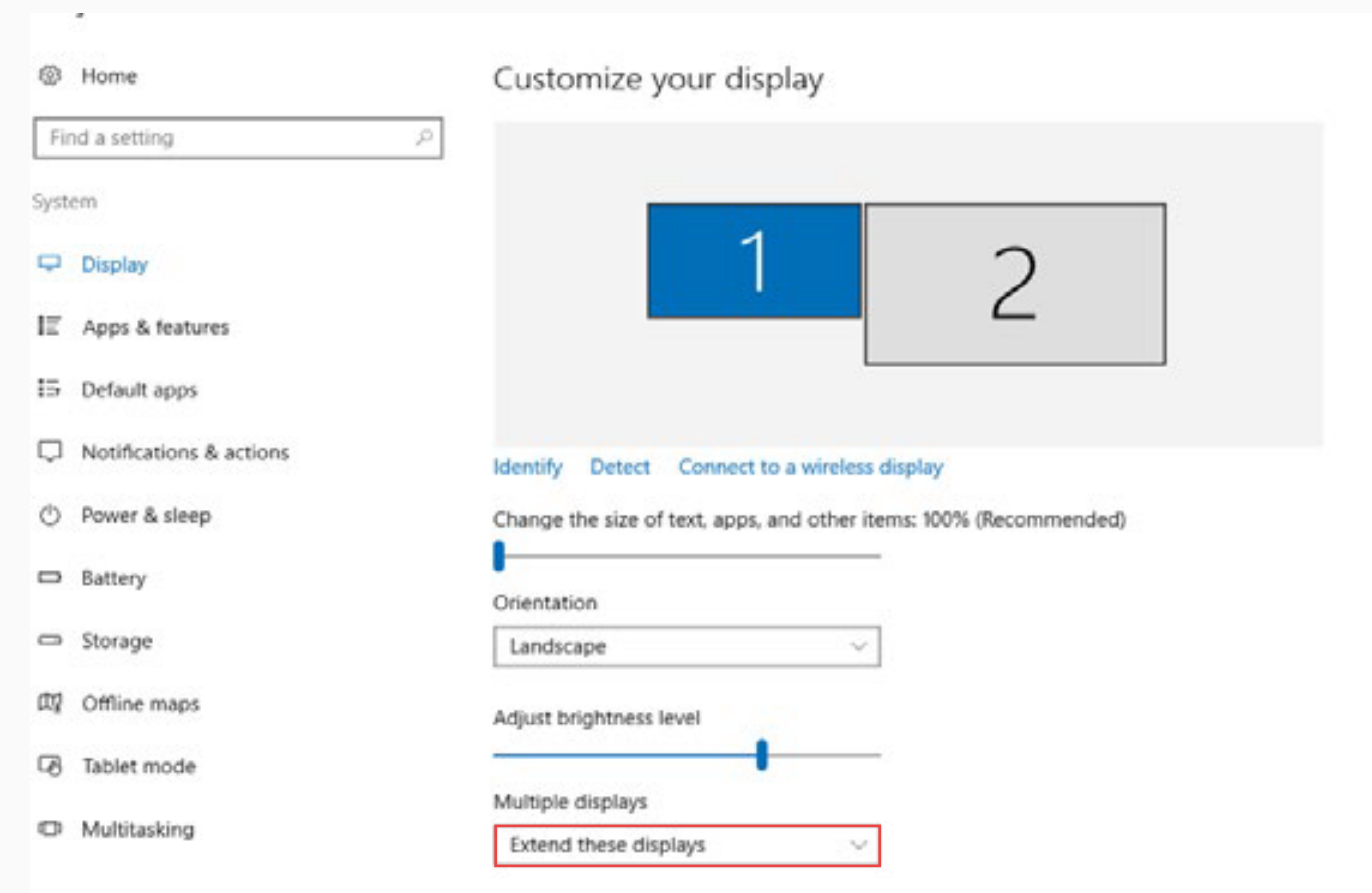 Home
Find a setting
System
Display
Apps & features
Default apps
Notifications & actions
Power & sleep
Battery
Storage
Offline maps
Tablet mode
Multitasking
Customize your display
1
2
Identify Detect Connect to a wireless display
Change the size of text, apps, and other items: 100% (Recommended)
Orientation
Landscape
Adjust brightness level
Multiple displays
Extend these displays